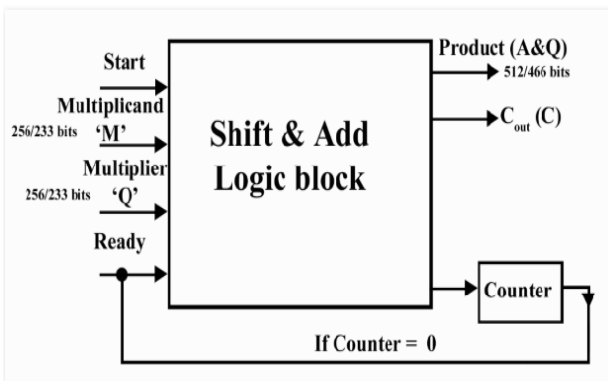 Start
Multiplicand
256/233 bits ‘M’
Multiplier
256/233 bits ‘Q’
Ready
Shift & Add
Logic block
Product (A&Q)
512/466 bits
Cout (C)
Counter
If Counter = 0